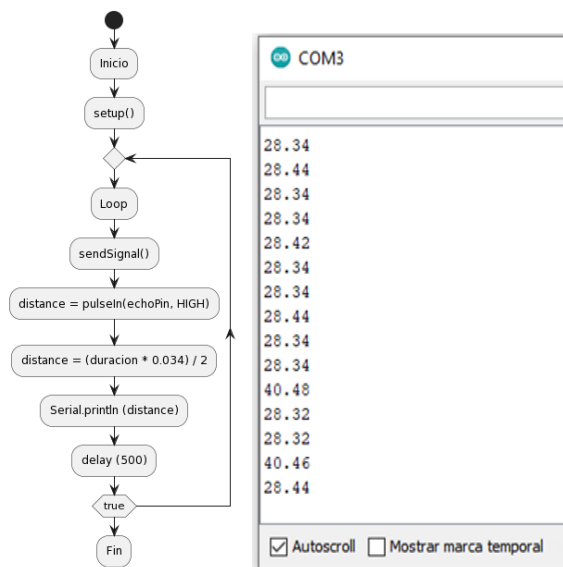 Inicio
setup()
Loop
sendSignal()
distance = pulseIn(echoPin, HIGH)
distance = (duracion * 0.034) / 2
Serial.println (distance)
delay (500)
true
Fin
COM3
28.34
28.44
28.34
28.34
28.42
28.34
28.34
28.44
28.34
28.34
40.48
28.32
28.32
40.46
28.44
Autoscroll
Mostrar marca temporal